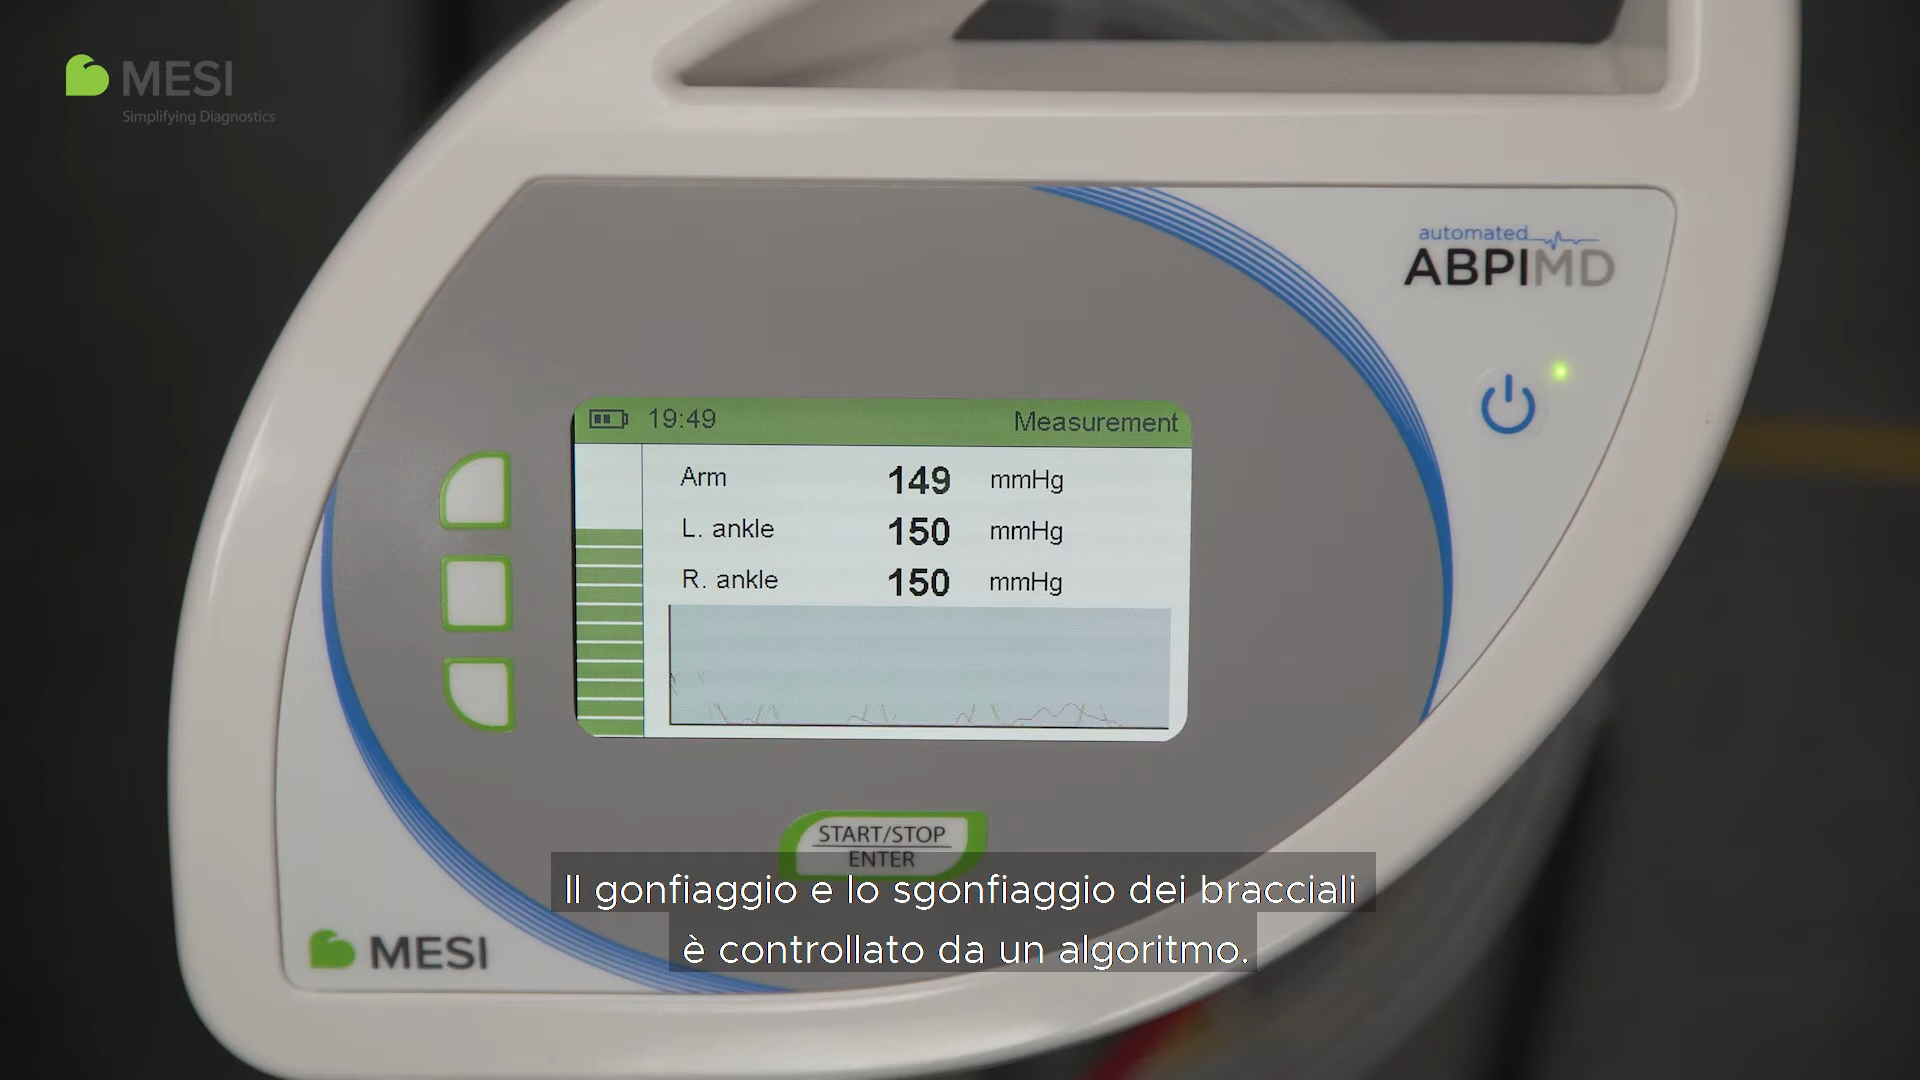 MESI
Simplifying Diagnostics
automated
ABPIMD
19:49 Measurement
Arm 149 mmHg
L. ankle 150 mmHg
R. ankle 150 mmHg
START/STOP
ENTER
Il gonfiaggio e lo sgonfiaggio dei bracciali
è controllato da un algoritmo.
MESI